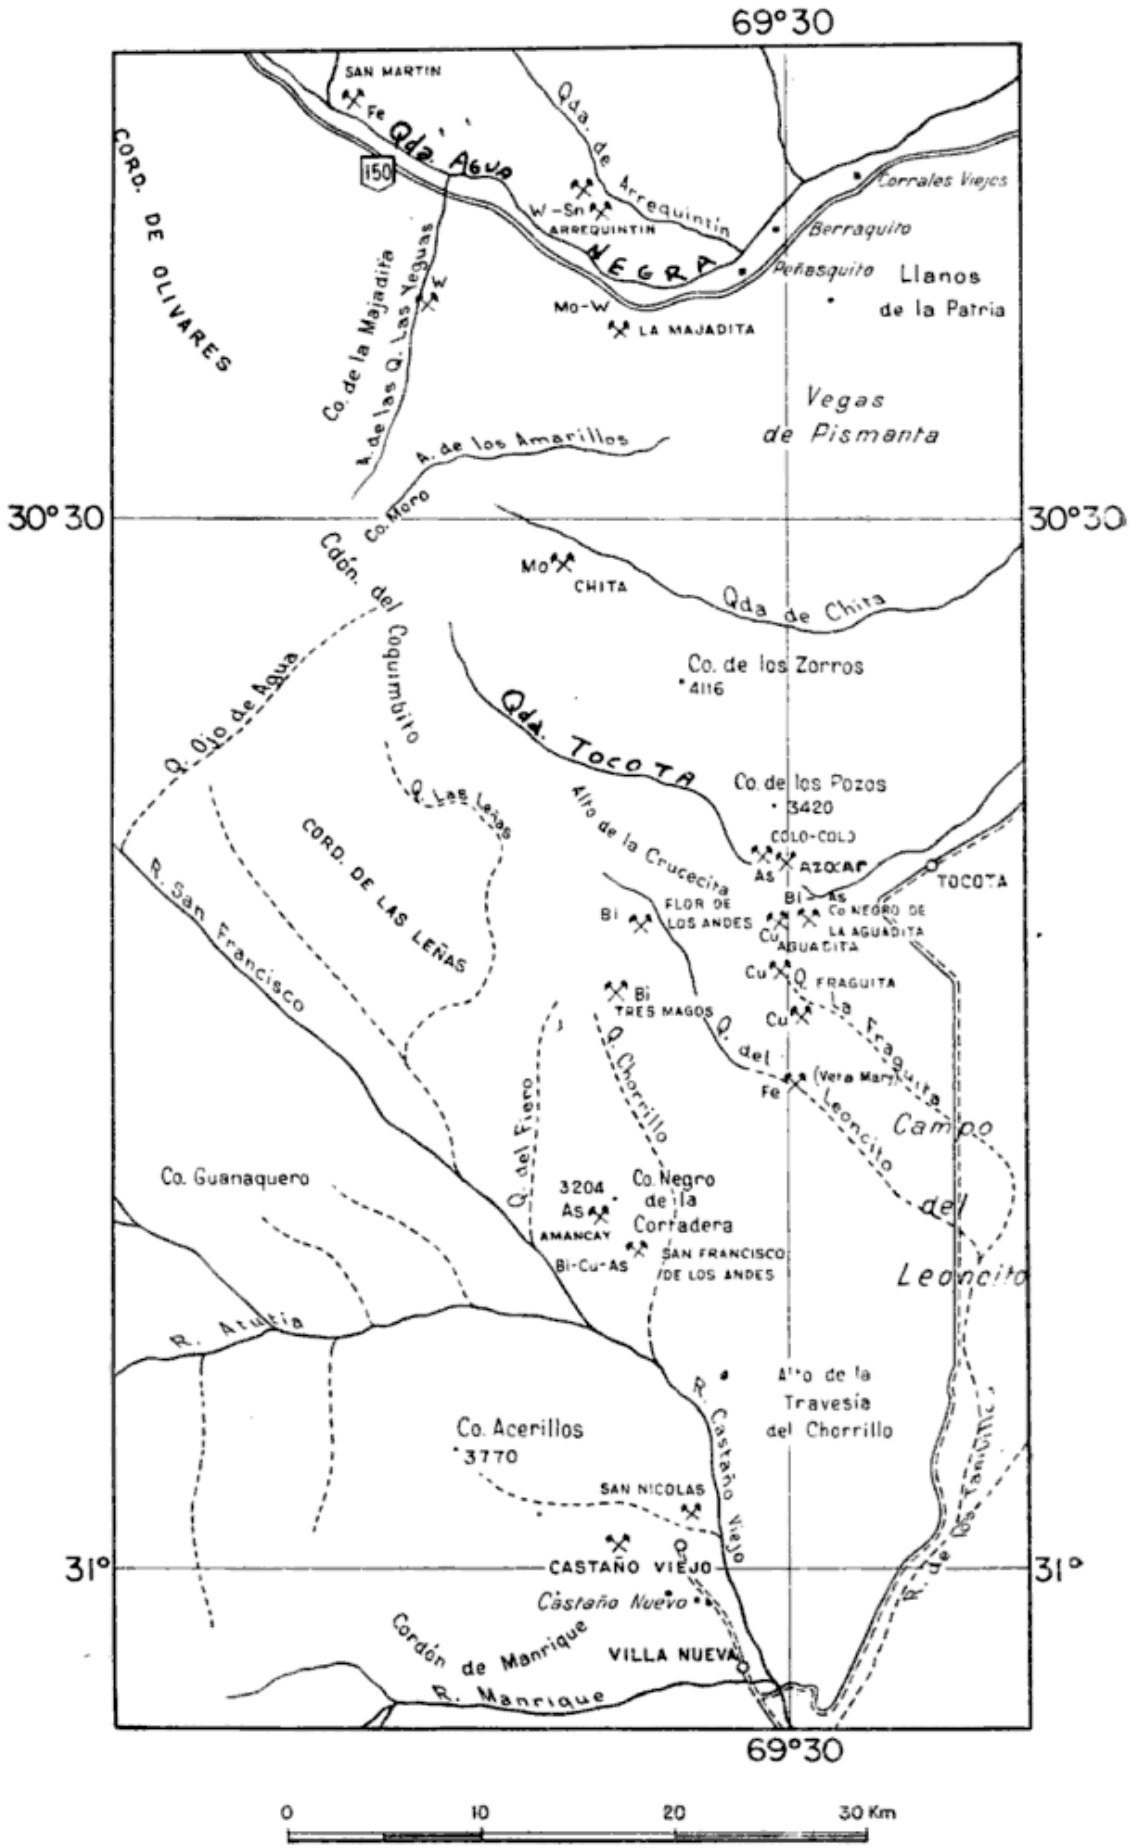 69°30
SAN MARTIN
Fe
Qda. AGUA
NEGRA
150
CORD. DE OLIVARES
Qda. de Arrequintín
W-Sn
ARREQUINTIN
Corrales Viejos
Berraquito
Peñasquito
Llanos
de la Patria
Co. de la Majadita
A. de las Q. Las Yeguas
W
Mo-W
LA MAJADITA
Vegas
de Pismanta
A. de los Amarillos
Co. Moro
30°30
30°30
Cdón. del Coquimbito
Mo
CHITA
Qda de Chita
Co. de los Zorros
4116
Q. Ojo de Agua
Qda. TOCOTA
Co. de los Pozos
3420
Q. Las Leñas
Alto de la Crucecita
COLO-COLO
As
AZOCAR
TOCOTA
CORD. DE LAS LEÑAS
R. San Francisco
Bi-As
FLOR DE
LOS ANDES
Bi
Cu
AGUADITA
Co NEGRO DE
LA AGUADITA
Cu
FRAGUITA
Q. La Fraguita
Bi
TRES MAGOS
Cu
Q. del Leoncito
(Vera Mary)
Fe
Q. del Fiero
Q. Chorrillo
Campo
del
Leoncito
Co. Guanaquero
3204
As
AMANCAY
Co. Negro
de la
Cortadera
Bi-Cu-As
SAN FRANCISCO
DE LOS ANDES
R. Atutía
Alto de la
Travesía
del Chorrillo
R. Castaño Viejo
Co. Acerillos
3770
SAN NICOLAS
R. de los
31°
31°
CASTAÑO VIEJO
Castaño Nuevo
Cordón de Manrique
VILLA NUEVA
R. Manrique
69°30
0 10 20 30 Km